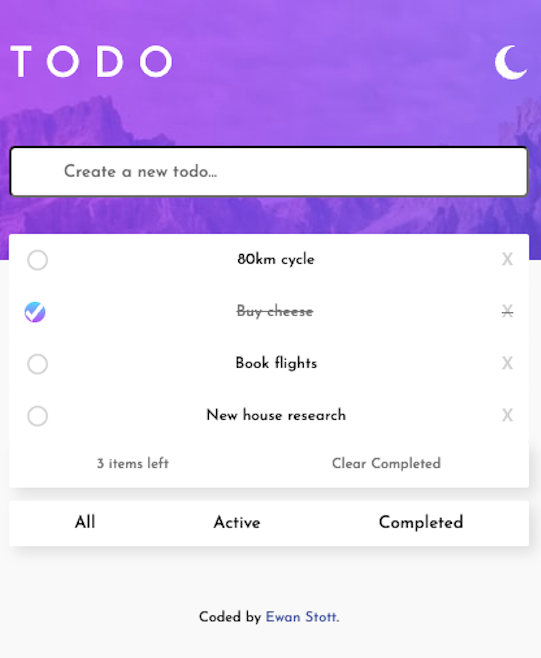 TODO
Create a new todo...
80km cycle X
Buy cheese X
Book flights X
New house research X
3 items left Clear Completed
All Active Completed
Coded by Ewan Stott.